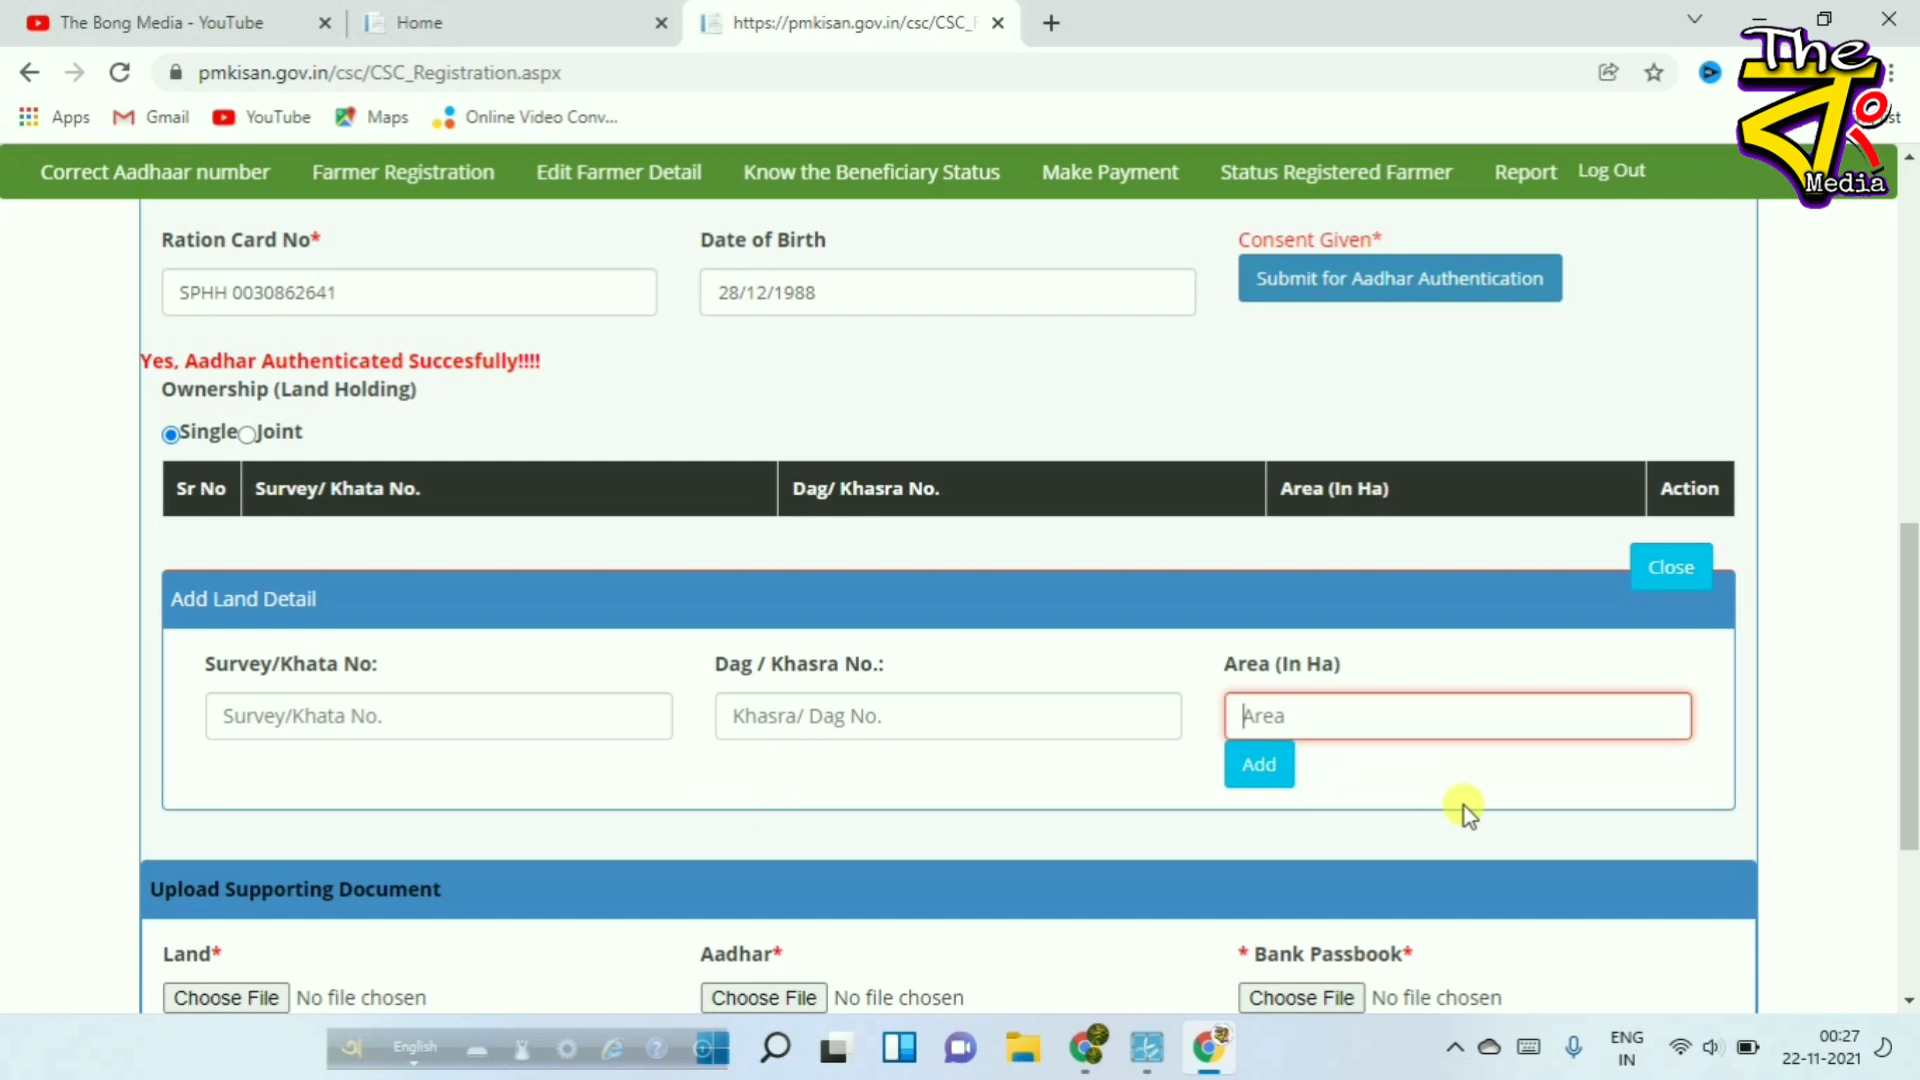 The Bong Media - YouTube
Home
https://pmkisan.gov.in/csc/CSC_F
pmkisan.gov.in/csc/CSC_Registration.aspx
Apps
Gmail
YouTube
Maps
Online Video Conv...
The
Media
Correct Aadhaar number
Farmer Registration
Edit Farmer Detail
Know the Beneficiary Status
Make Payment
Status Registered Farmer
Report
Log Out
Ration Card No*
Date of Birth
Consent Given*
SPHH 0030862641
28/12/1988
Submit for Aadhar Authentication
Yes, Aadhar Authenticated Succesfully!!!!
Ownership (Land Holding)
Single
Joint
Sr No
Survey/ Khata No.
Dag/ Khasra No.
Area (In Ha)
Action
Close
Add Land Detail
Survey/Khata No:
Dag / Khasra No.:
Area (In Ha)
Survey/Khata No.
Khasra/ Dag No.
Area
Add
Upload Supporting Document
Land*
Aadhar*
* Bank Passbook*
Choose File No file chosen
Choose File No file chosen
Choose File No file chosen
English
ENG
IN
00:27
22-11-2021